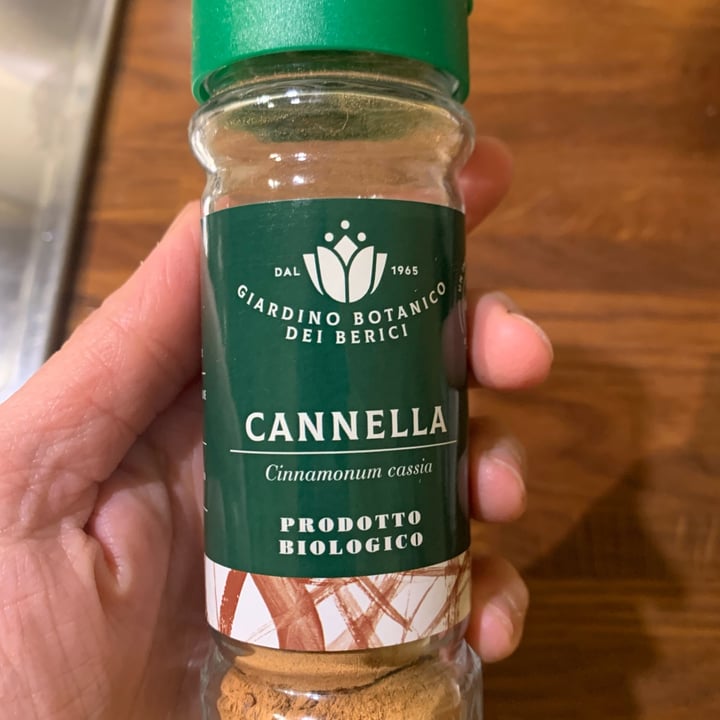 DAL 1965
GIARDINO BOTANICO
DEI BERICI
CANNELLA
Cinnamonum cassia
PRODOTTO
BIOLOGICO